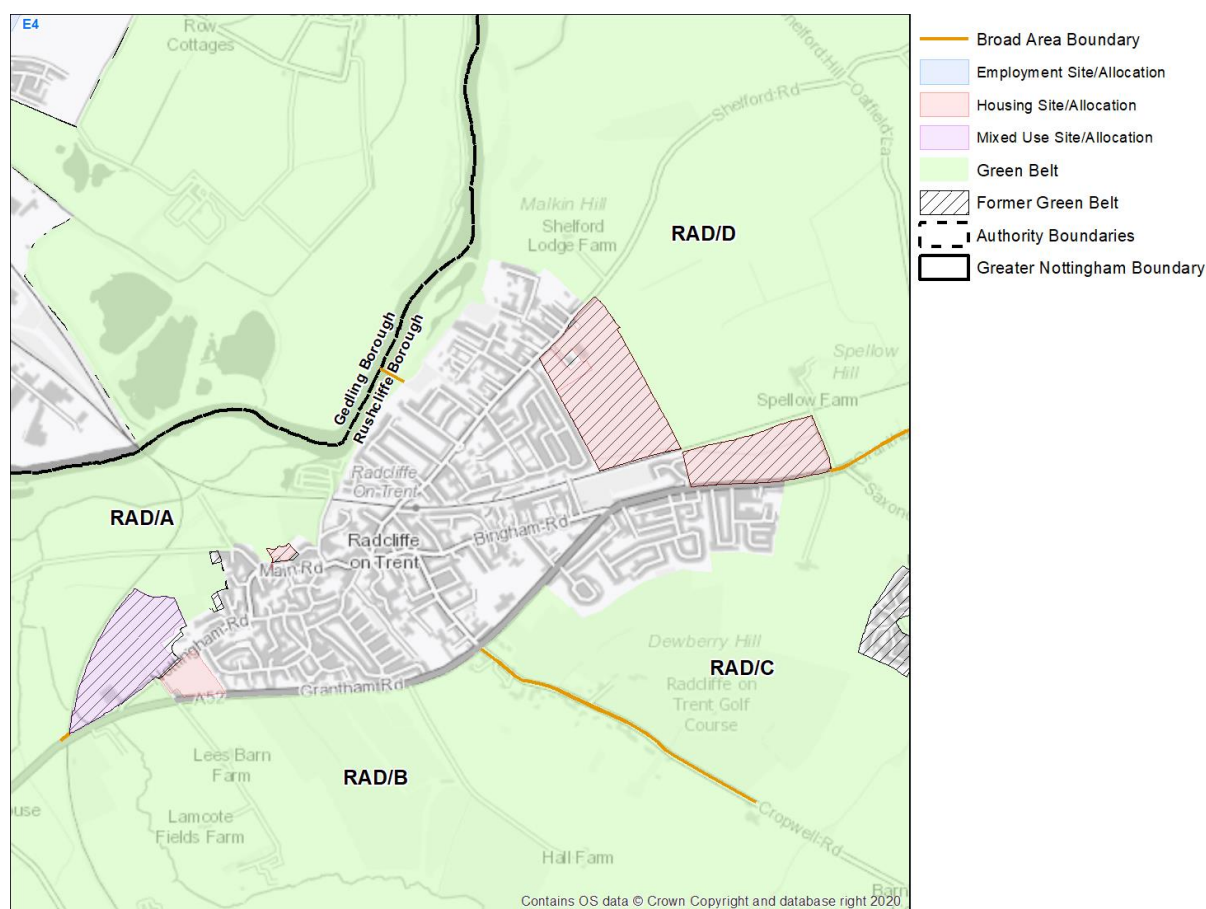 E4
Row
Cottages
Shelford Hill
Oatfield La
Shelford Rd
Malkin Hill
Shelford
Lodge Farm
RAD/D
Gedling Borough
Rushcliffe Borough
Spellow
Hill
Spellow Farm
Radcliffe
On Trent
RAD/A
Bingham Rd
Radcliffe
on Trent
Main Rd
Nottingham Rd
Dewberry Hill
RAD/C
Radcliffe on
Trent Golf
Course
A52
Grantham Rd
Lees Barn
Farm
RAD/B
Lamcote
Fields Farm
Cropwell Rd
Hall Farm
Barn
Contains OS data © Crown Copyright and database right 2020
Broad Area Boundary
Employment Site/Allocation
Housing Site/Allocation
Mixed Use Site/Allocation
Green Belt
Former Green Belt
Authority Boundaries
Greater Nottingham Boundary